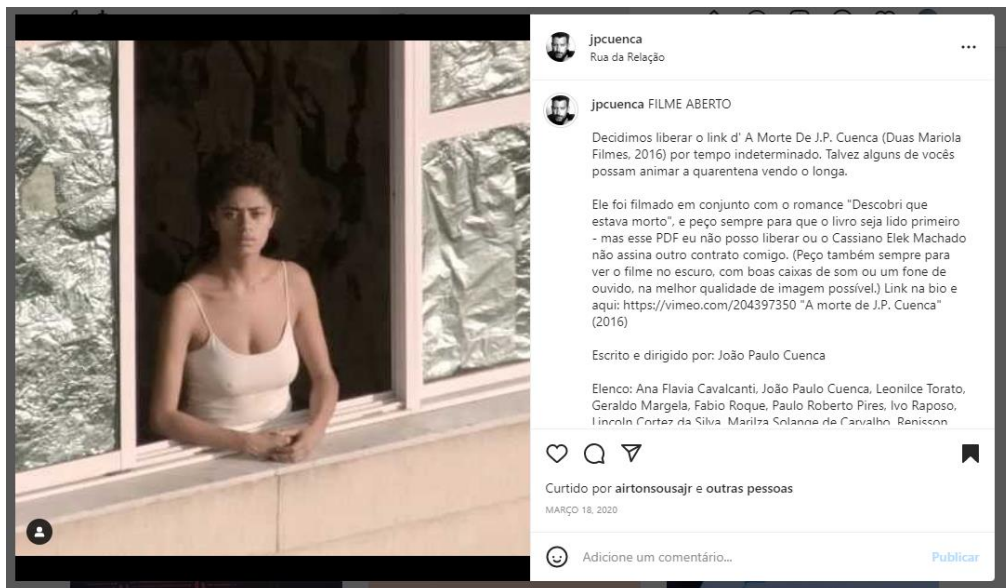 jpcuenca
Rua da Relação
jpcuenca FILME ABERTO
Decidimos liberar o link d' A Morte De J.P. Cuenca (Duas Mariola
Filmes, 2016) por tempo indeterminado. Talvez alguns de vocês
possam animar a quarentena vendo o longa.
Ele foi filmado em conjunto com o romance "Descobri que
estava morto", e peço sempre para que o livro seja lido primeiro
- mas esse PDF eu não posso liberar ou o Cassiano Elek Machado
não assina outro contrato comigo. (Peço também sempre para
ver o filme no escuro, com boas caixas de som ou um fone de
ouvido, na melhor qualidade de imagem possível.) Link na bio e
aqui: https://vimeo.com/204397350 "A morte de J.P. Cuenca"
(2016)
Escrito e dirigido por: João Paulo Cuenca
Elenco: Ana Flavia Cavalcanti, João Paulo Cuenca, Leonilce Torato,
Geraldo Margela, Fabio Roque, Paulo Roberto Pires, Ivo Raposo,
Lincoln Cortez da Silva, Marilza Solange de Carvalho, Renisson
Curtido por airtonsousajr e outras pessoas
MARÇO 18, 2020
Adicione um comentário...
Publicar